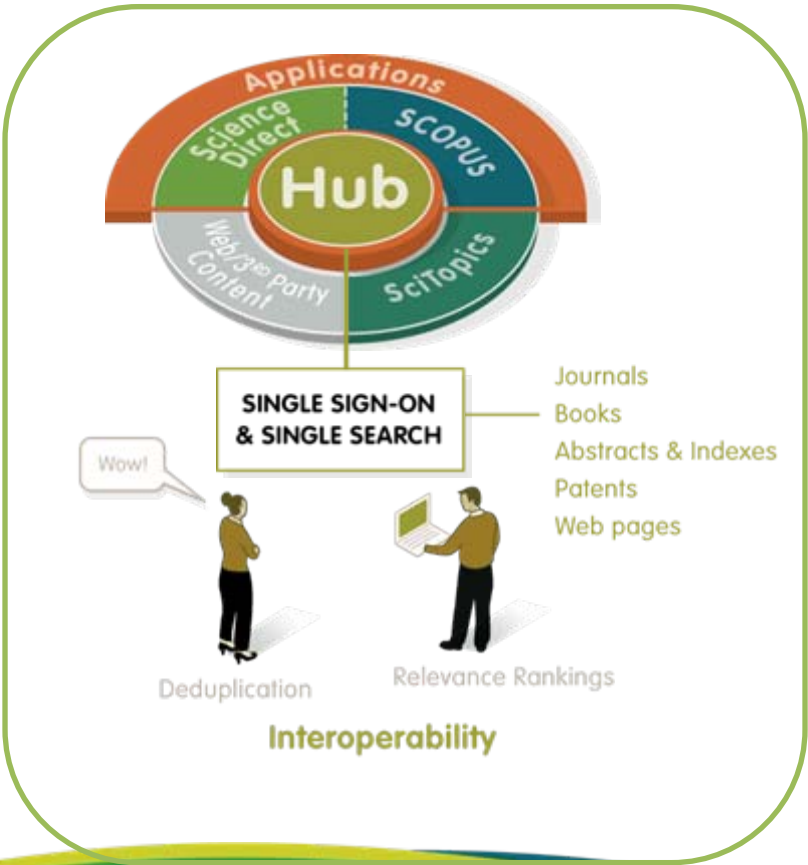 Applications
Science
Direct
SCOPUS
Hub
Web/3RD Party
Content
SciTopics
SINGLE SIGN-ON
& SINGLE SEARCH
Journals
Books
Abstracts & Indexes
Patents
Web pages
Wow!
Deduplication
Relevance Rankings
Interoperability